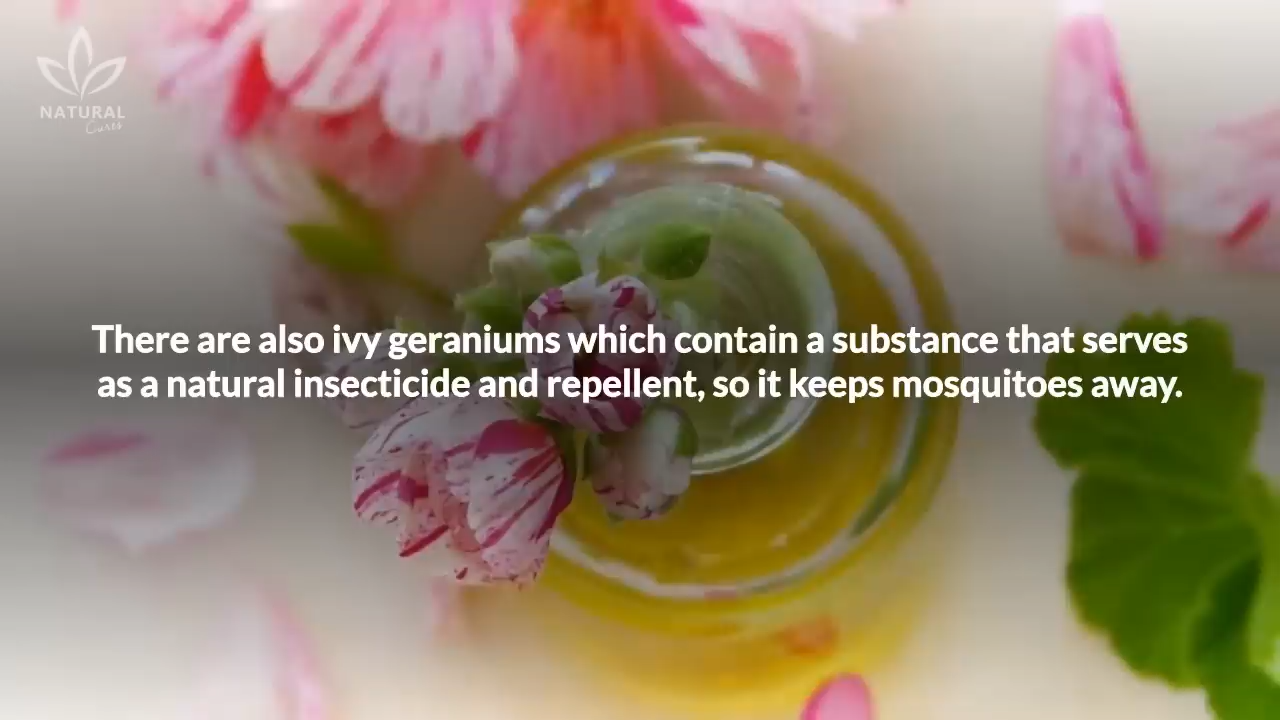 NATURAL
Cures
There are also ivy geraniums which contain a substance that serves
as a natural insecticide and repellent, so it keeps mosquitoes away.